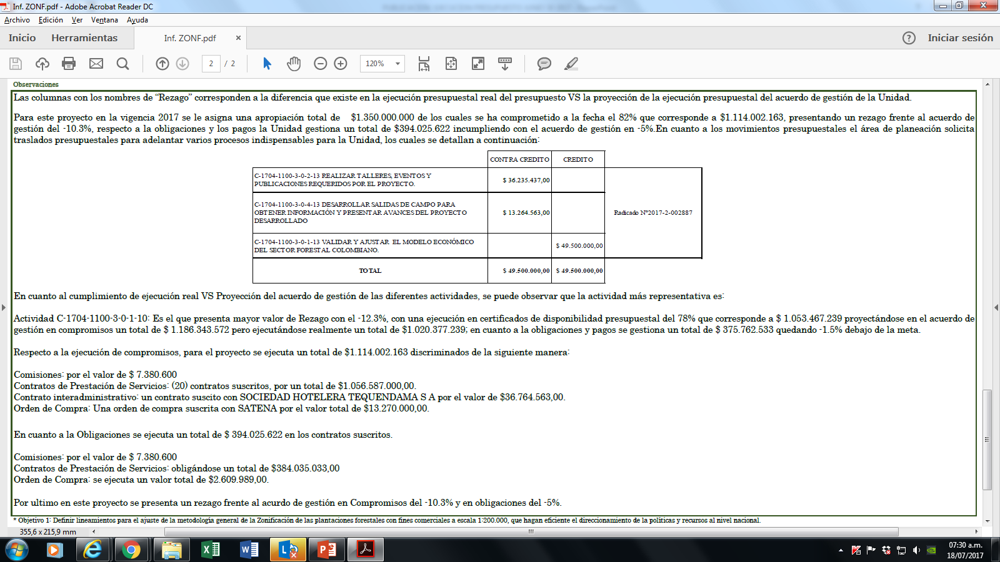 Inf. ZONF.pdf - Adobe Acrobat Reader DC
Archivo Edición Ver Ventana Ayuda
Inicio Herramientas Inf. ZONF.pdf × ? Iniciar sesión
2 / 2 120%
Observaciones
Las columnas con los nombres de “Rezago” corresponden a la diferencia que existe en la ejecución presupuestal real del presupuesto VS la proyección de la ejecución presupuestal del acuerdo de gestión de la Unidad.
Para este proyecto en la vigencia 2017 se le asigna una apropiación total de $1.350.000.000 de los cuales se ha comprometido a la fecha el 82% que corresponde a $1.114.002.163, presentando un rezago frente al acuerdo de
gestión del -10.3%, respecto a la obligaciones y los pagos la Unidad gestiona un total de $394.025.622 incumpliendo con el acuerdo de gestión en -5%.En cuanto a los movimientos presupuestales el área de planeación solicita
traslados presupuestales para adelantar varios procesos indispensables para la Unidad, los cuales se detallan a continuación:
CONTRA CREDITO CREDITO
C-1704-1100-3-0-2-13 REALIZAR TALLERES, EVENTOS Y
PUBLICACIONES REQUERIDOS POR EL PROYECTO.
$ 36.235.437,00
C-1704-1100-3-0-4-13 DESARROLLAR SALIDAS DE CAMPO PARA
OBTENER INFORMACIÓN Y PRESENTAR AVANCES DEL PROYECTO
DESARROLLADO
$ 13.264.563,00
Radicado N°2017-2-002887
C-1704-1100-3-0-1-13 VALIDAR Y AJUSTAR EL MODELO ECONÓMICO
DEL SECTOR FORESTAL COLOMBIANO.
$ 49.500.000,00
TOTAL $ 49.500.000,00 $ 49.500.000,00
En cuanto al cumplimiento de ejecución real VS Proyección del acuerdo de gestión de las diferentes actividades, se puede observar que la actividad más representativa es:
Actividad C-1704-1100-3-0-1-10: Es el que presenta mayor valor de Rezago con el -12.3%, con una ejecución en certificados de disponibilidad presupuestal del 78% que corresponde a $ 1.053.467.239 proyectándose en el acuerdo de
gestión en compromisos un total de $ 1.186.343.572 pero ejecutándose realmente un total de $1.020.377.239; en cuanto a la obligaciones y pagos se gestiona un total de $ 375.762.533 quedando -1.5% debajo de la meta.
Respecto a la ejecución de compromisos, para el proyecto se ejecuta un total de $1.114.002.163 discriminados de la siguiente manera:
Comisiones: por el valor de $ 7.380.600
Contratos de Prestación de Servicios: (20) contratos suscritos, por un total de $1.056.587.000,00.
Contrato interadministrativo: un contrato suscito con SOCIEDAD HOTELERA TEQUENDAMA S A por el valor de $36.764.563,00.
Orden de Compra: Una orden de compra suscrita con SATENA por el valor total de $13.270.000,00.
En cuanto a la Obligaciones se ejecuta un total de $ 394.025.622 en los contratos suscritos.
Comisiones: por el valor de $ 7.380.600
Contratos de Prestación de Servicios: obligándose un total de $384.035.033,00
Orden de Compra: se ejecuta un valor total de $2.609.989,00.
Por ultimo en este proyecto se presenta un rezago frente al acurdo de gestión en Compromisos del -10.3% y en obligaciones del -5%.
* Objetivo 1: Definir lineamientos para el ajuste de la metodología general de la Zonificación de las plantaciones forestales con fines comerciales a escala 1:200.000, que hagan eficiente el direccionamiento de la políticas y recursos al nivel nacional.
355,6 x 215,9 mm
07:30 a.m.
18/07/2017